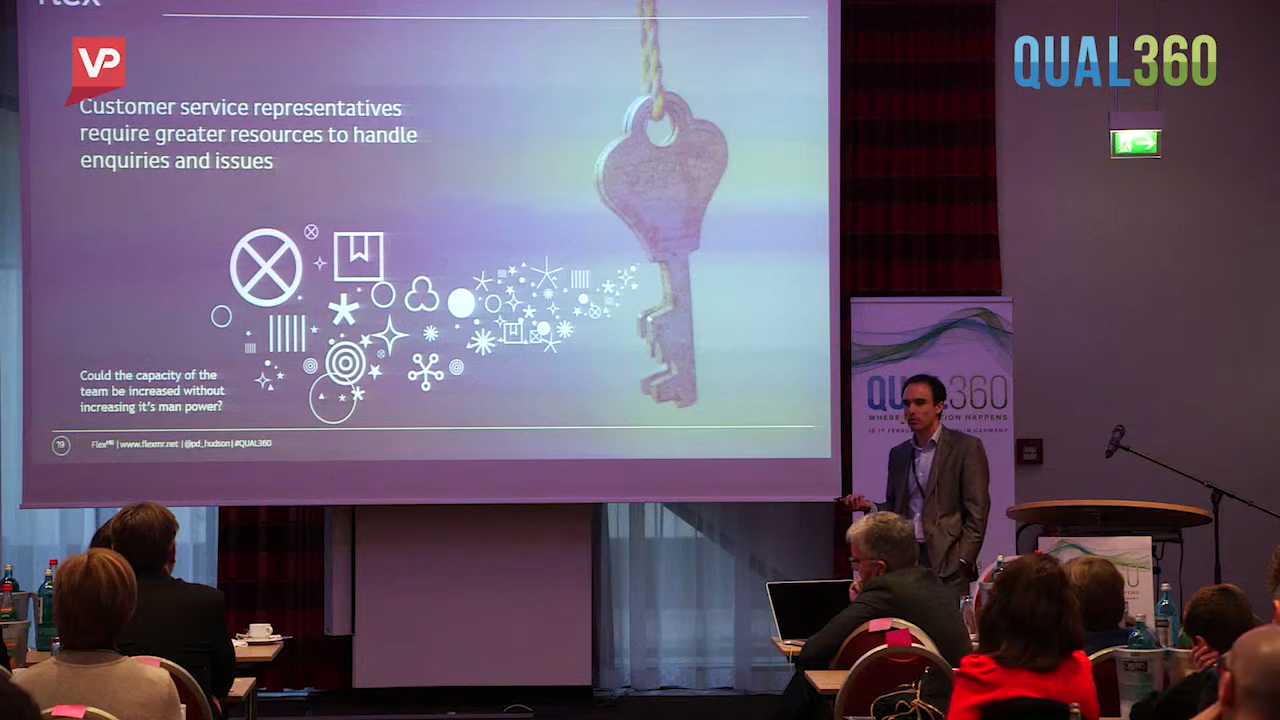 flex
VP
QUAL360
Customer service representatives
require greater resources to handle
enquiries and issues
Could the capacity of the
team be increased without
increasing it's man power?
19
FlexMR | www.flexmr.net | @pd_hudson | #QUAL360
QUAL360